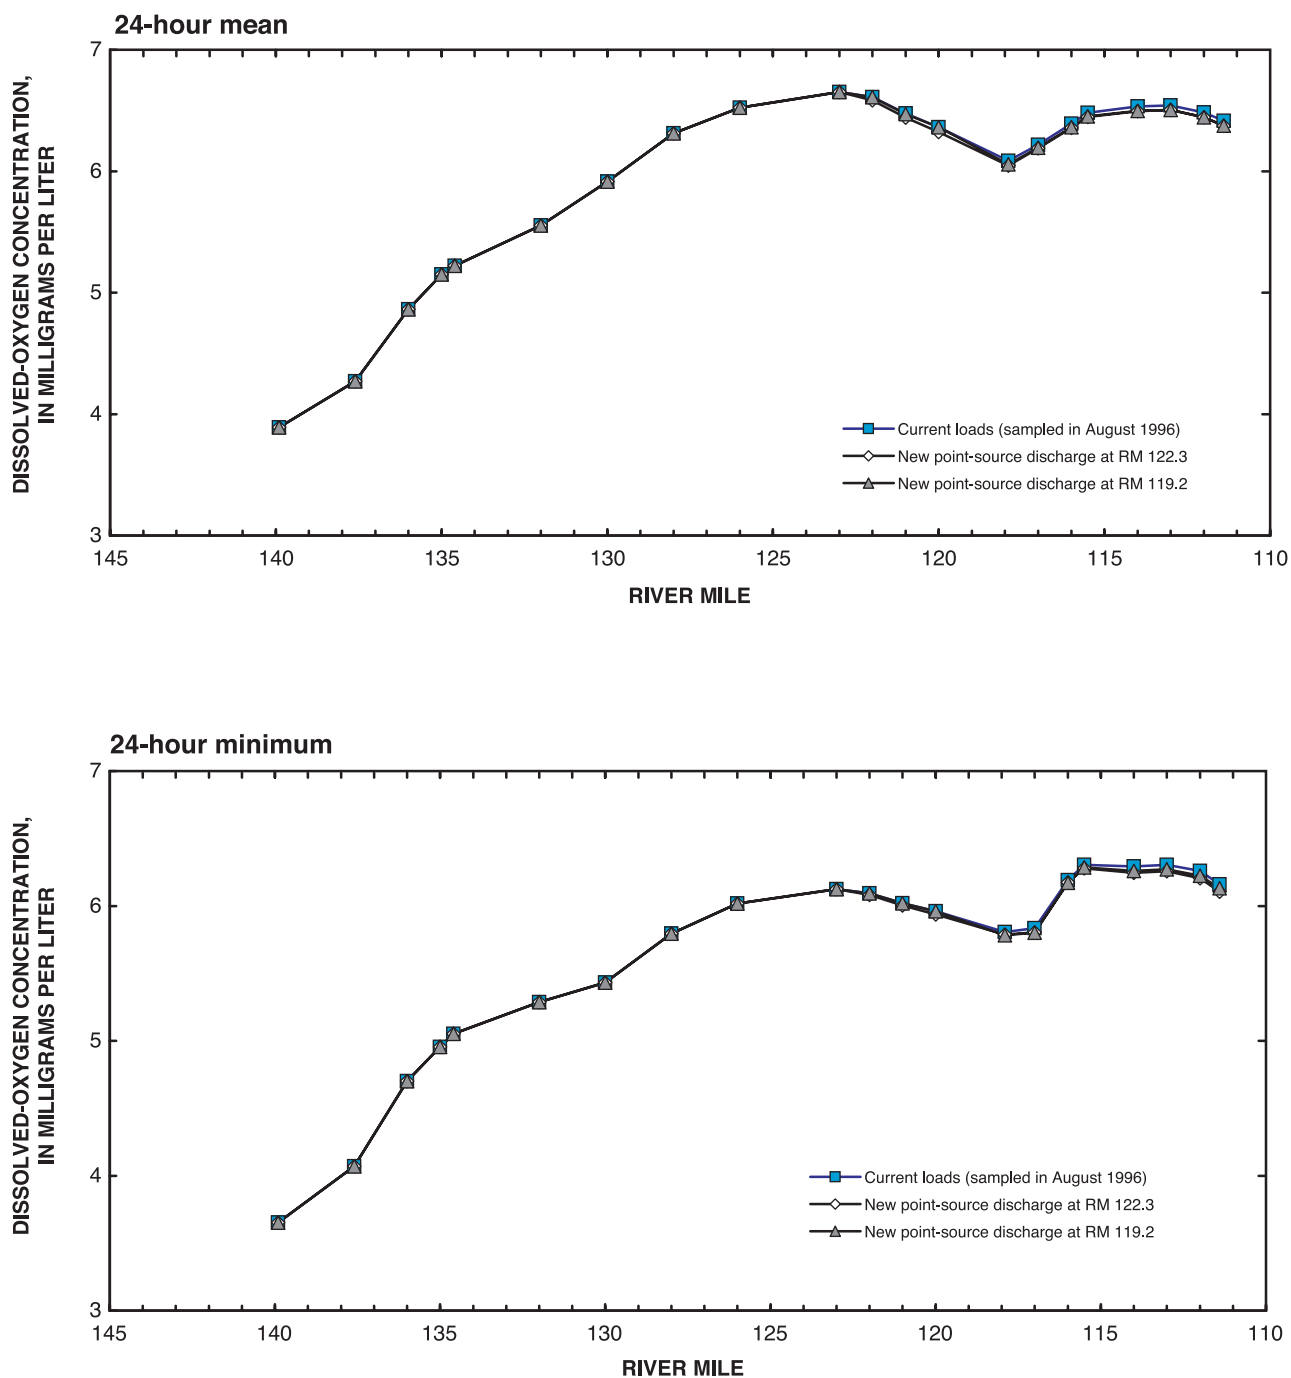 24-hour mean
DISSOLVED-OXYGEN CONCENTRATION,
IN MILLIGRAMS PER LITER
7
6
5
4
3
Current loads (sampled in August 1996)
New point-source discharge at RM 122.3
New point-source discharge at RM 119.2
145 140 135 130 125 120 115 110
RIVER MILE
24-hour minimum
DISSOLVED-OXYGEN CONCENTRATION,
IN MILLIGRAMS PER LITER
7
6
5
4
3
Current loads (sampled in August 1996)
New point-source discharge at RM 122.3
New point-source discharge at RM 119.2
145 140 135 130 125 120 115 110
RIVER MILE